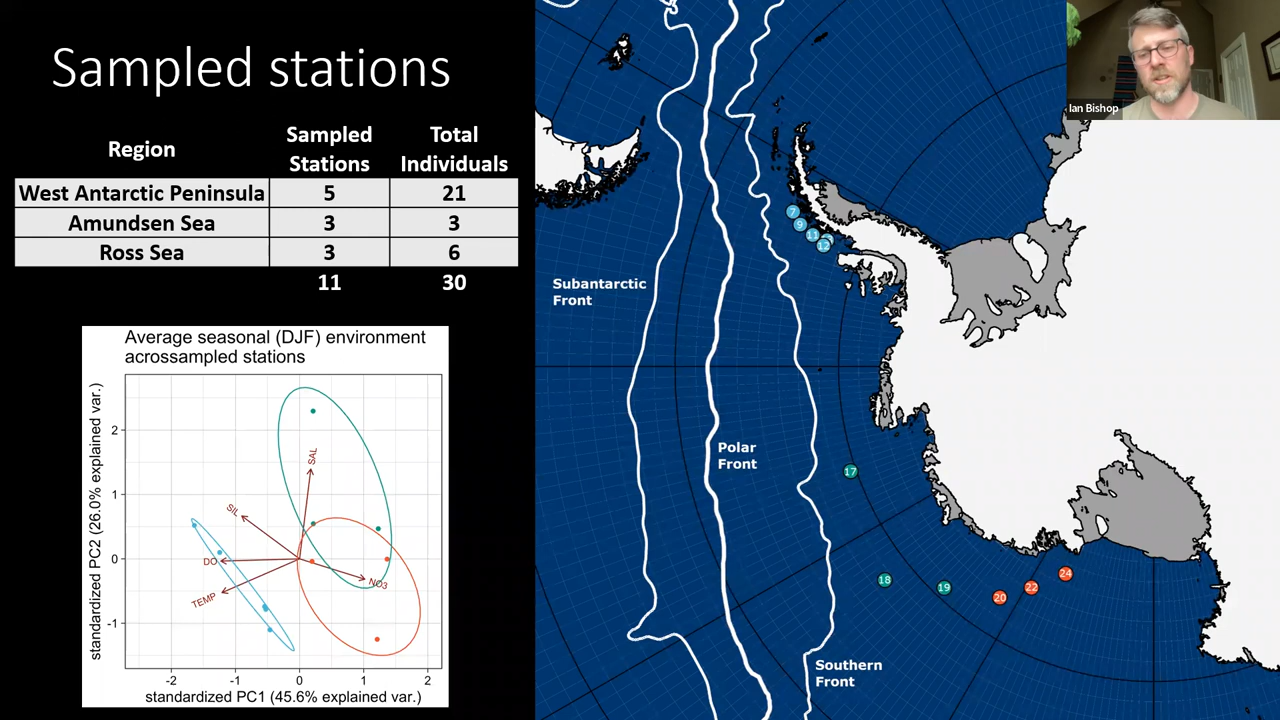 Sampled stations
Region
Sampled
Stations
Total
Individuals
West Antarctic Peninsula 5 21
Amundsen Sea 3 3
Ross Sea 3 6
11 30
Average seasonal (DJF) environment
acrossampled stations
standardized PC2 (26.0% explained var.)
2
1
0
-1
SAL
SIL
DO
TEMP
NO3
-2 -1 0 1 2
standardized PC1 (45.6% explained var.)
Subantarctic
Front
Polar
Front
Southern
Front
7
9
11
12
17
18
19
20
22
24
Ian Bishop